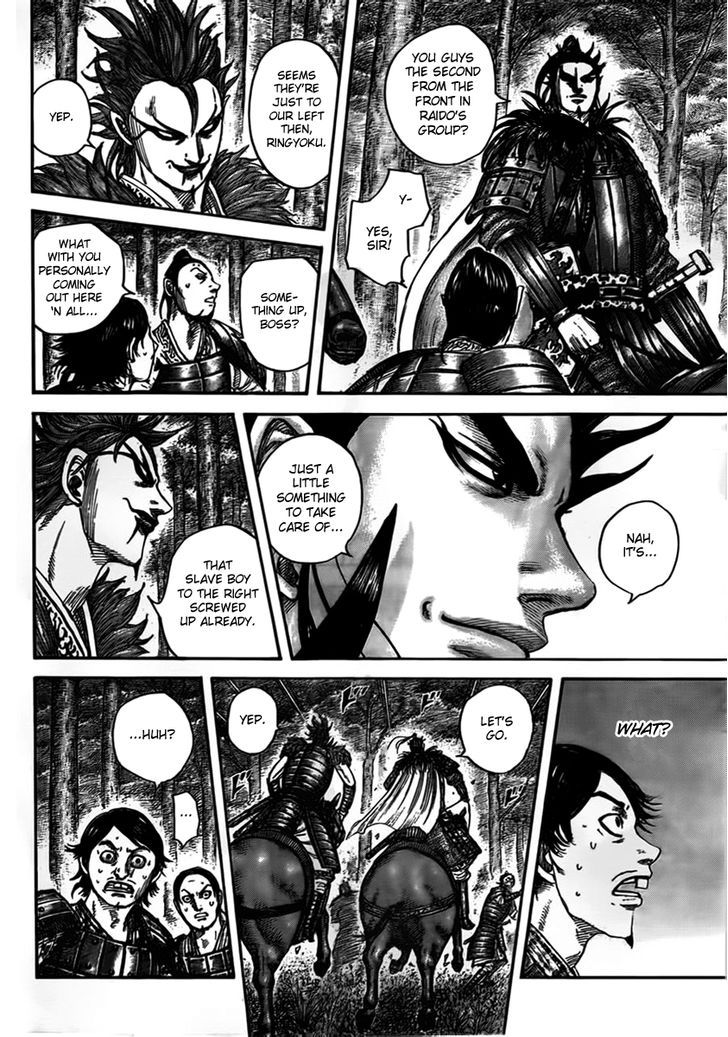 YOU GUYS
THE SECOND
FROM THE
FRONT IN
RAIDO'S
GROUP?
Y-
YES,
SIR!
SEEMS
THEY'RE
JUST TO
OUR LEFT
THEN,
RINGYOKU.
YEP.
SOME-
THING UP,
BOSS?
WHAT
WITH YOU
PERSONALLY
COMING
OUT HERE
'N ALL...
NAH,
IT'S...
JUST A
LITTLE
SOMETHING
TO TAKE
CARE OF...
THAT
SLAVE BOY
TO THE RIGHT
SCREWED
UP ALREADY.
WHAT?
LET'S
GO.
YEP.
...
...HUH?